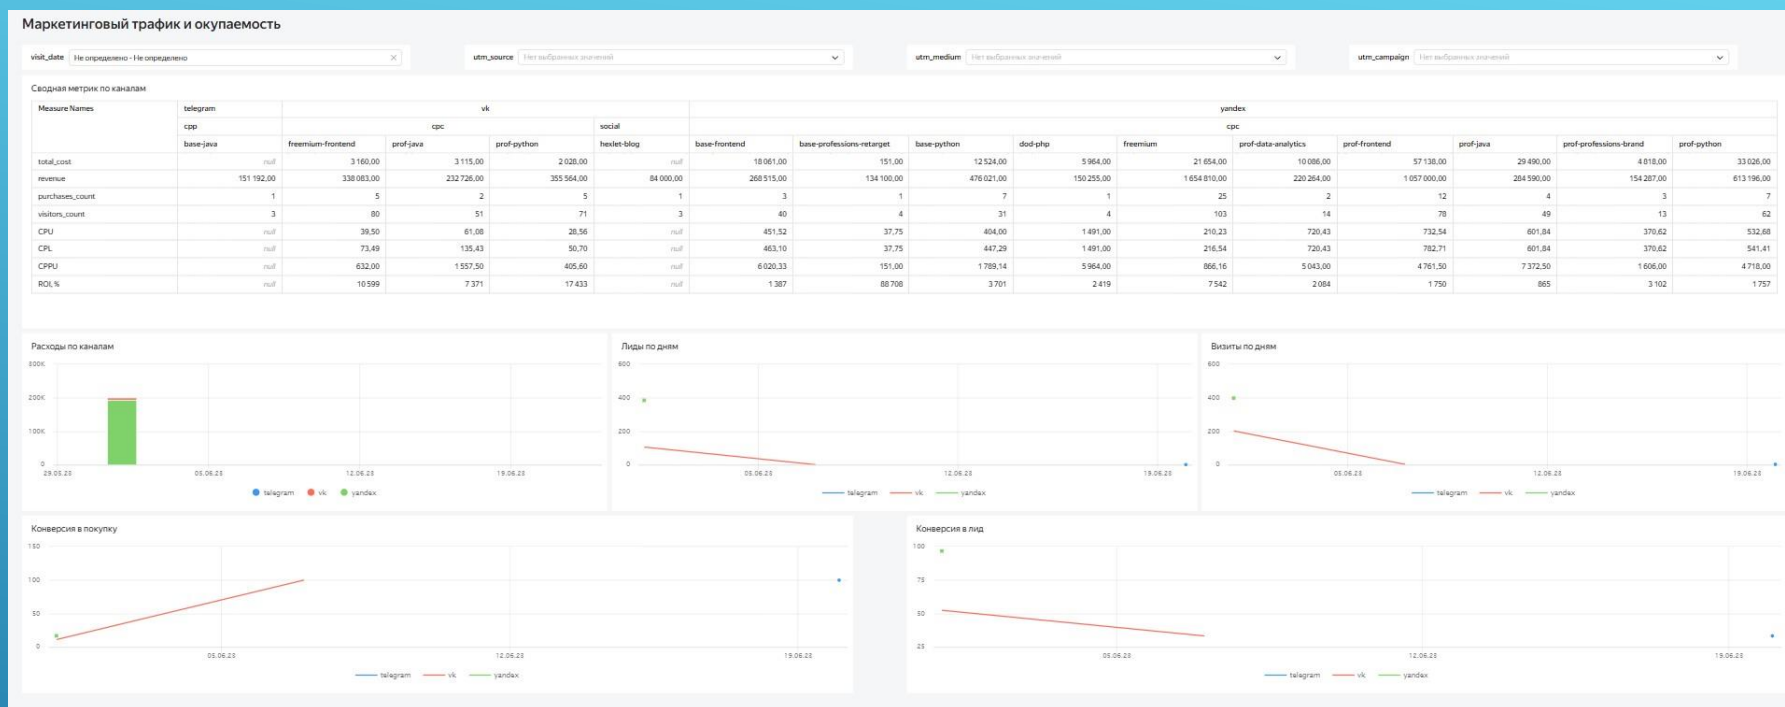 Маркетинговый трафик и окупаемость
visit_date Не определено - Не определено utm_source Нет выбранных значений utm_medium Нет выбранных значений utm_campaign Нет выбранных значений
Сводная метрик по каналам
Measure Names telegram vk yandex
cpp cpc social cpc
base-java freemium-frontend prof-java prof-python hexlet-blog base-frontend base-professions-retarget base-python dod-php freemium prof-data-analytics prof-frontend prof-java prof-professions-brand prof-python
total_cost null 3 160,00 3 115,00 2 028,00 null 18 061,00 151,00 12 524,00 5 964,00 21 654,00 10 086,00 57 138,00 29 490,00 4 818,00 33 026,00
revenue 151 192,00 338 083,00 232 726,00 355 564,00 84 000,00 268 515,00 134 100,00 476 021,00 150 255,00 1 654 810,00 220 264,00 1 057 000,00 284 590,00 154 287,00 613 196,00
purchases_count 1 5 2 5 1 3 1 7 1 25 2 12 4 3 7
visitors_count 3 80 51 71 3 40 4 31 4 103 14 78 49 13 62
CPU null 39,50 61,08 28,56 null 451,52 37,75 404,00 1 491,00 210,23 720,43 732,54 601,84 370,62 532,68
CPL null 73,49 135,43 50,70 null 463,10 37,75 447,29 1 491,00 216,54 720,43 782,71 601,84 370,62 541,41
CPPU null 632,00 1 557,50 405,60 null 6 020,33 151,00 1 789,14 5 964,00 866,16 5 043,00 4 761,50 7 372,50 1 606,00 4 718,00
ROI, % null 10 599 7 371 17 433 null 1 387 88 708 3 701 2 419 7 542 2 084 1 750 865 3 102 1 757
Расходы по каналам
300K
200K
100K
0
29.05.23 05.06.23 12.06.23 19.06.23
telegram vk yandex
Лиды по дням
600
400
200
0
05.06.23 12.06.23 19.06.23
telegram vk yandex
Визиты по дням
600
400
200
0
05.06.23 12.06.23 19.06.23
telegram vk yandex
Конверсия в покупку
150
100
50
0
05.06.23 12.06.23 19.06.23
telegram vk yandex
Конверсия в лид
100
75
50
25
05.06.23 12.06.23 19.06.23
telegram vk yandex